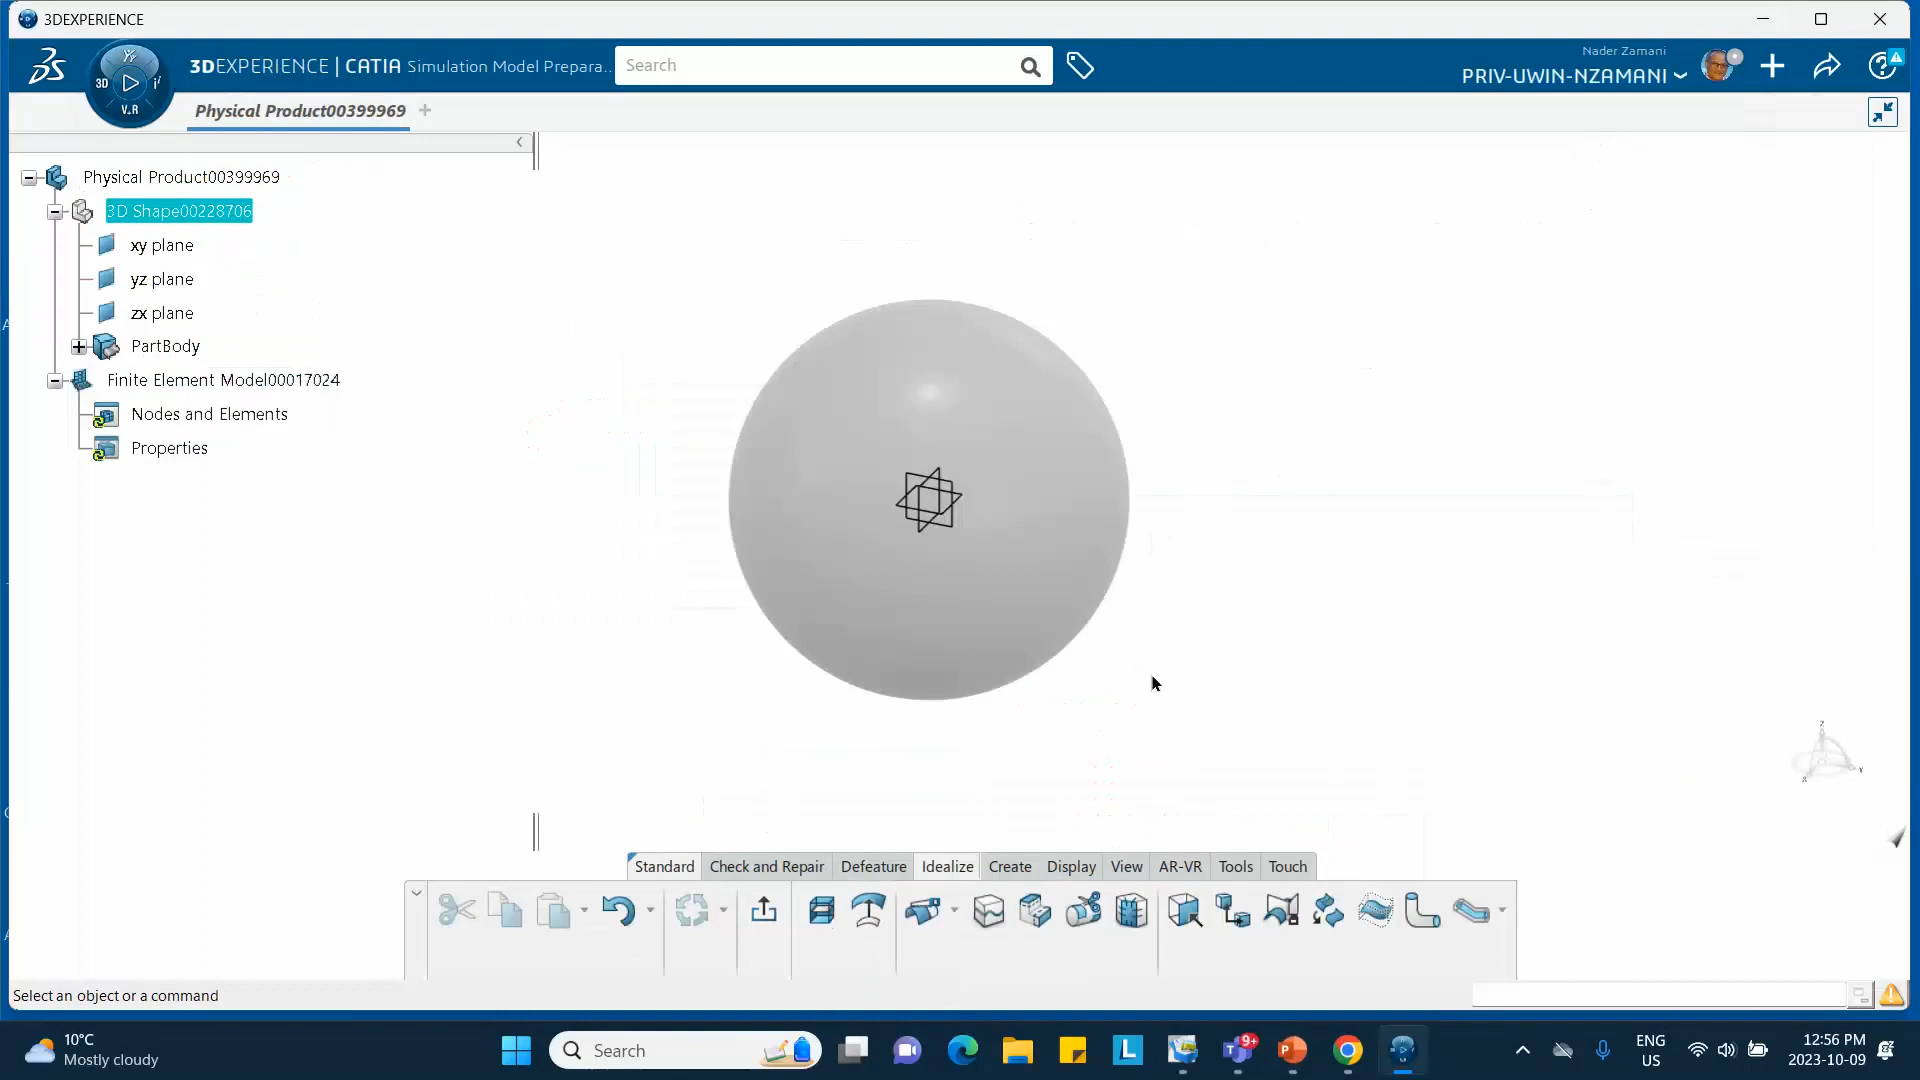 3DEXPERIENCE
3DEXPERIENCE | CATIA Simulation Model Prepara...
Search
Nader Zamani
PRIV-UWIN-NZAMANI
3D
V.R
Physical Product00399969 +
Physical Product00399969
3D Shape00228706
xy plane
yz plane
zx plane
PartBody
Finite Element Model00017024
Nodes and Elements
Properties
Z
X
Y
Standard
Check and Repair
Defeature
Idealize
Create
Display
View
AR-VR
Tools
Touch
Select an object or a command
10°C
Mostly cloudy
Search
L
9+
ENG
US
12:56 PM
2023-10-09